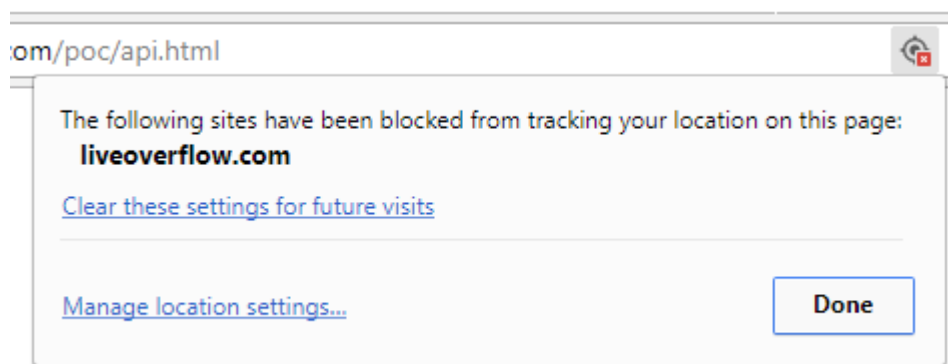 om/poc/api.html
The following sites have been blocked from tracking your location on this page:
liveoverflow.com
Clear these settings for future visits
Manage location settings...
Done